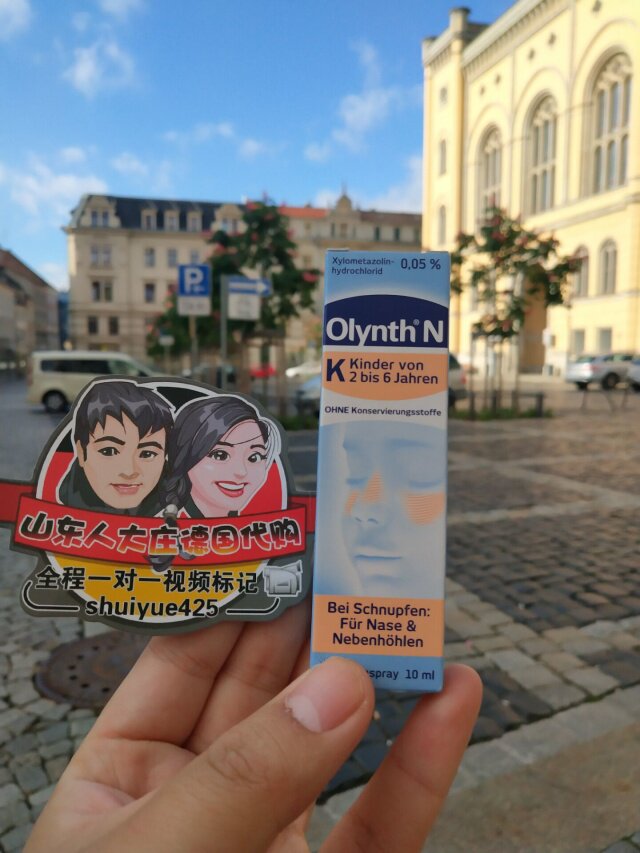 Xylometazolin-
hydrochlorid 0,05 %
Olynth® N
K Kinder von
2 bis 6 Jahren
OHNE Konservierungsstoffe
Bei Schnupfen:
Für Nase &
Nebenhöhlen
spray 10 ml
山东人大庄德国代购
全程一对一视频标记
shuiyue425
P